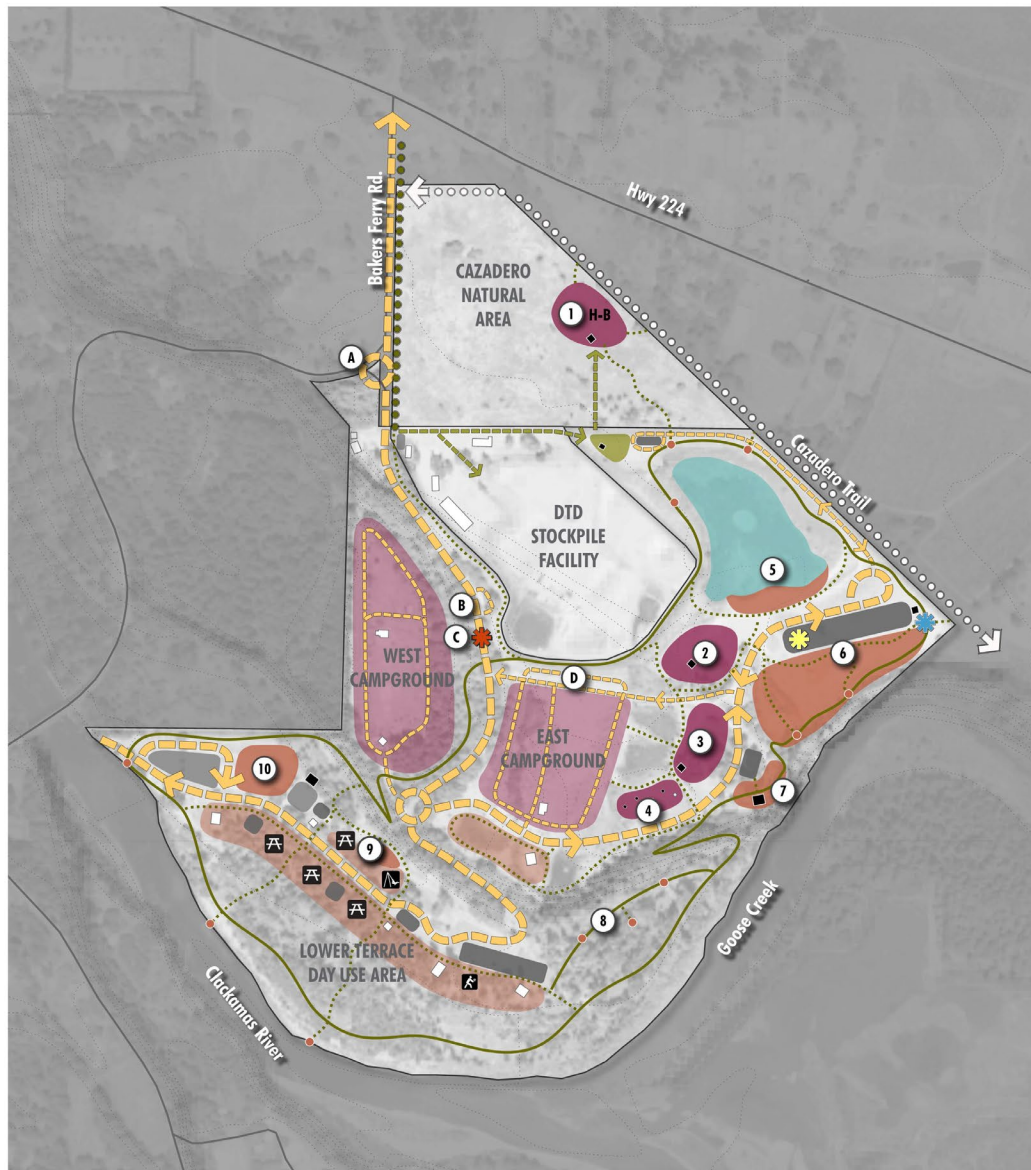 Bakers Ferry Rd.
Hwy 224
CAZADERO
NATURAL
AREA
1
H-B
A
Cazadero Trail
DTD
STOCKPILE
FACILITY
5
B
C
2
6
WEST
CAMPGROUND
D
3
EAST
CAMPGROUND
10
7
4
9
8
Goose Creek
LOWER TERRACE
DAY USE AREA
Clackamas River